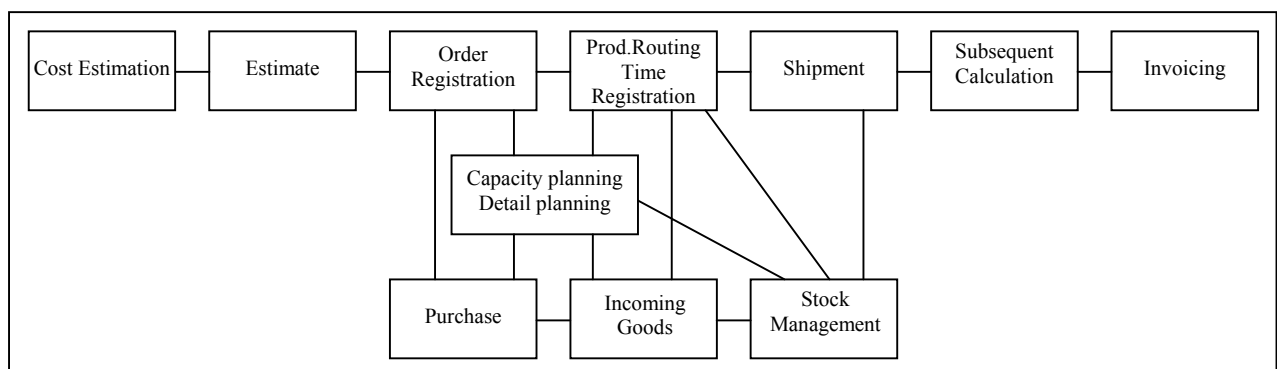 Cost Estimation
Estimate
Order
Registration
Prod.Routing
Time
Registration
Shipment
Subsequent
Calculation
Invoicing
Capacity planning
Detail planning
Purchase
Incoming
Goods
Stock
Management